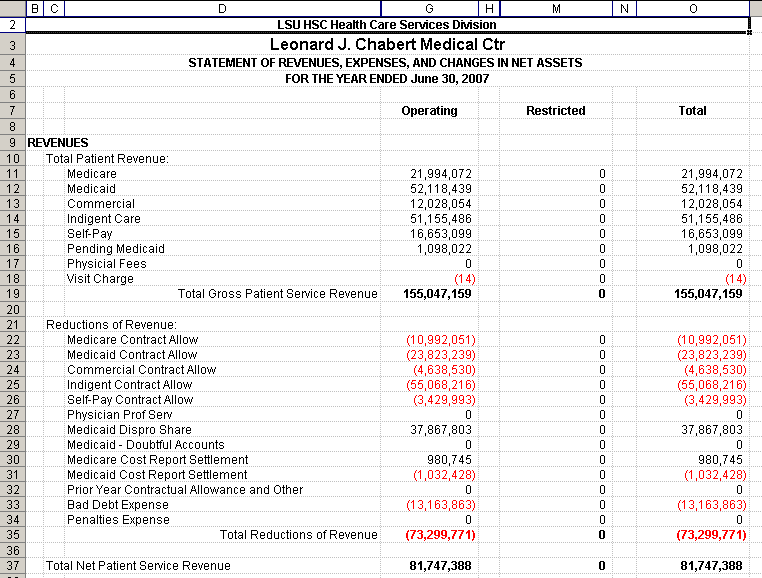 B C D G H M N O
2 LSU HSC Health Care Services Division
3 Leonard J. Chabert Medical Ctr
4 STATEMENT OF REVENUES, EXPENSES, AND CHANGES IN NET ASSETS
5 FOR THE YEAR ENDED June 30, 2007
6
7 Operating Restricted Total
8
9 REVENUES
10 Total Patient Revenue:
11 Medicare 21,994,072 0 21,994,072
12 Medicaid 52,118,439 0 52,118,439
13 Commercial 12,028,054 0 12,028,054
14 Indigent Care 51,155,486 0 51,155,486
15 Self-Pay 16,653,099 0 16,653,099
16 Pending Medicaid 1,098,022 0 1,098,022
17 Physicial Fees 0 0 0
18 Visit Charge (14) 0 (14)
19 Total Gross Patient Service Revenue 155,047,159 0 155,047,159
20
21 Reductions of Revenue:
22 Medicare Contract Allow (10,992,051) 0 (10,992,051)
23 Medicaid Contract Allow (23,823,239) 0 (23,823,239)
24 Commercial Contract Allow (4,638,530) 0 (4,638,530)
25 Indigent Contract Allow (55,068,216) 0 (55,068,216)
26 Self-Pay Contract Allow (3,429,993) 0 (3,429,993)
27 Physician Prof Serv 0 0 0
28 Medicaid Dispro Share 37,867,803 0 37,867,803
29 Medicaid - Doubtful Accounts 0 0 0
30 Medicare Cost Report Settlement 980,745 0 980,745
31 Medicaid Cost Report Settlement (1,032,428) 0 (1,032,428)
32 Prior Year Contractual Allowance and Other 0 0 0
33 Bad Debt Expense (13,163,863) 0 (13,163,863)
34 Penalties Expense 0 0 0
35 Total Reductions of Revenue (73,299,771) 0 (73,299,771)
36
37 Total Net Patient Service Revenue 81,747,388 0 81,747,388